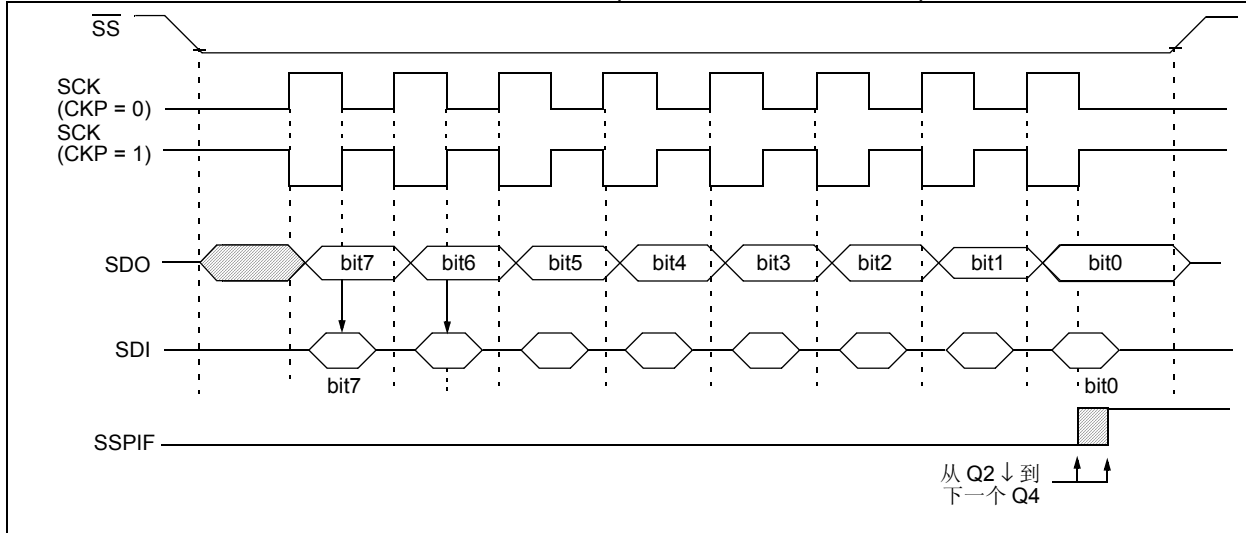 SS
SCK
(CKP = 0)
SCK
(CKP = 1)
SDO
bit7
bit6
bit5
bit4
bit3
bit2
bit1
bit0
SDI
bit7
bit0
SSPIF
从 Q2 ↓ 到
下一个 Q4